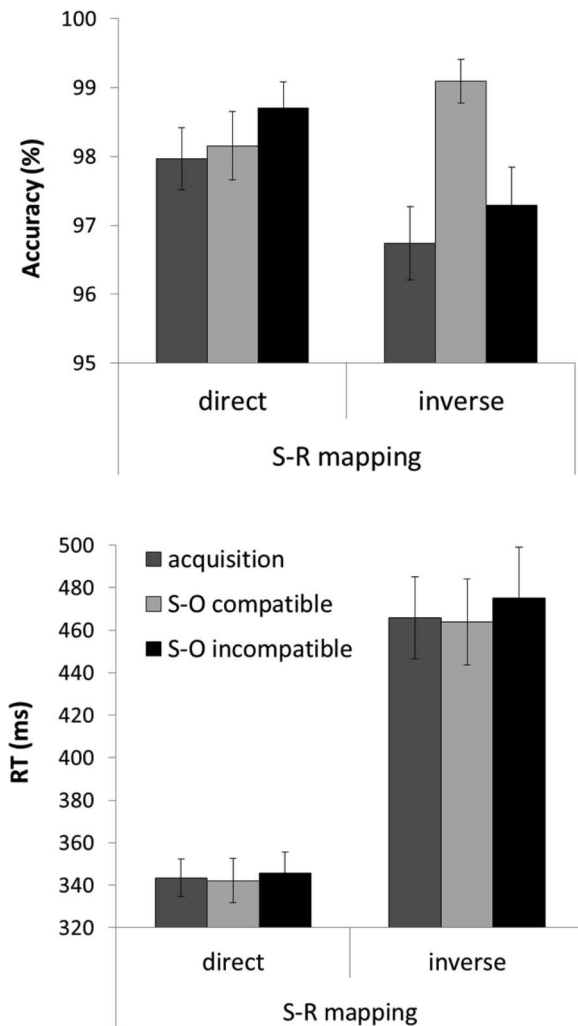 100
99
98
97
96
95
Accuracy (%)
direct
inverse
S-R mapping
500
480
460
440
420
400
380
360
340
320
RT (ms)
acquisition
S-O compatible
S-O incompatible
direct
inverse
S-R mapping